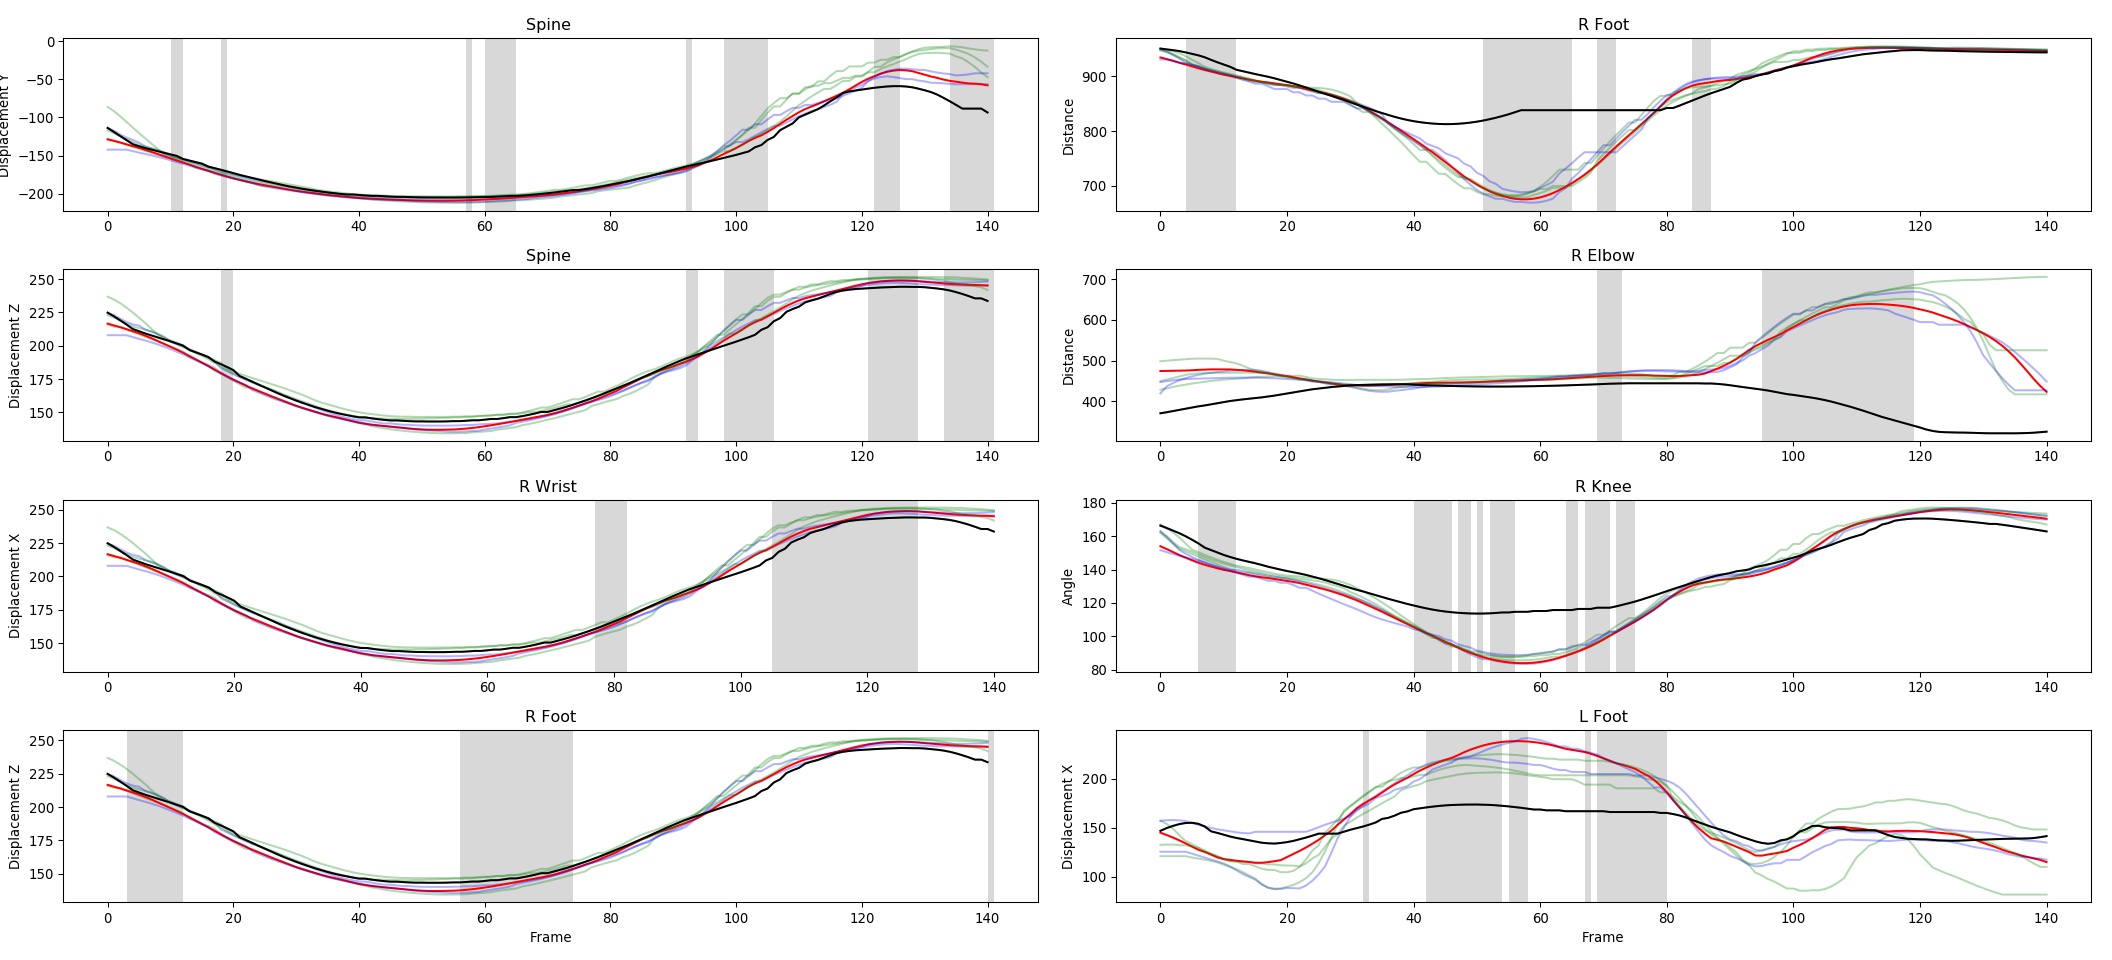 Spine
Displacement Y
0
−50
−100
−150
−200
0 20 40 60 80 100 120 140
R Foot
Distance
900
800
700
0 20 40 60 80 100 120 140
Spine
Displacement Z
250
225
200
175
150
0 20 40 60 80 100 120 140
R Elbow
Distance
700
600
500
400
0 20 40 60 80 100 120 140
R Wrist
Displacement X
250
225
200
175
150
0 20 40 60 80 100 120 140
R Knee
Angle
180
160
140
120
100
80
0 20 40 60 80 100 120 140
R Foot
Displacement Z
250
225
200
175
150
0 20 40 60 80 100 120 140
Frame
L Foot
Displacement X
200
150
100
0 20 40 60 80 100 120 140
Frame